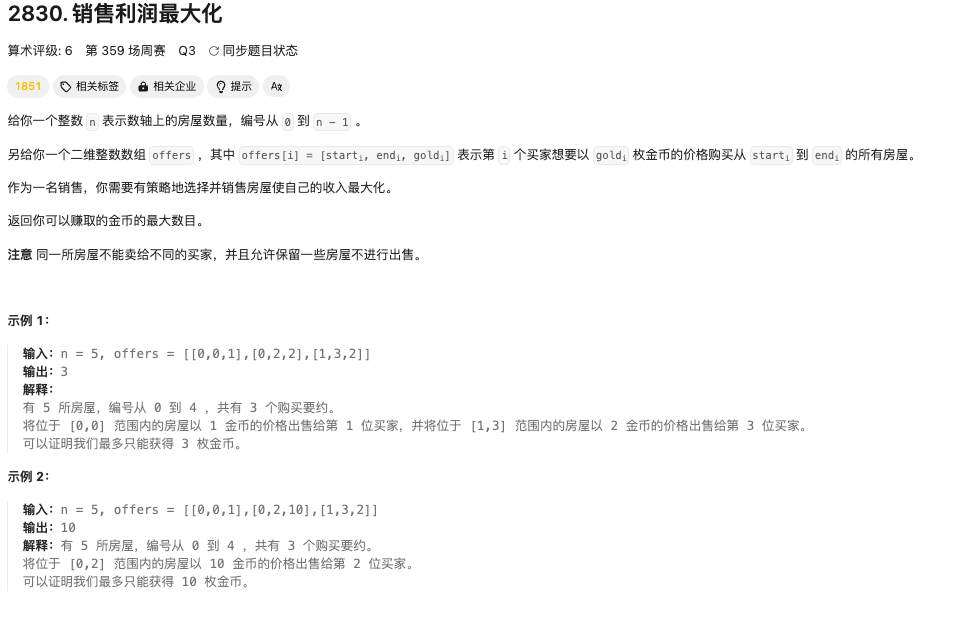 2830. 销售利润最大化
算术评级: 6 第 359 场周赛 Q3 同步题目状态
1851 相关标签 相关企业 提示 Aあ
给你一个整数 n 表示数轴上的房屋数量，编号从 0 到 n - 1 。
另给你一个二维整数数组 offers ，其中 offers[i] = [starti, endi, goldi] 表示第 i 个买家想要以 goldi 枚金币的价格购买从 starti 到 endi 的所有房屋。
作为一名销售，你需要有策略地选择并销售房屋使自己的收入最大化。
返回你可以赚取的金币的最大数目。
注意 同一所房屋不能卖给不同的买家，并且允许保留一些房屋不进行出售。
示例 1：
输入：n = 5, offers = [[0,0,1],[0,2,2],[1,3,2]]
输出：3
解释：
有 5 所房屋，编号从 0 到 4 ，共有 3 个购买要约。
将位于 [0,0] 范围内的房屋以 1 金币的价格出售给第 1 位买家，并将位于 [1,3] 范围内的房屋以 2 金币的价格出售给第 3 位买家。
可以证明我们最多只能获得 3 枚金币。
示例 2：
输入：n = 5, offers = [[0,0,1],[0,2,10],[1,3,2]]
输出：10
解释：有 5 所房屋，编号从 0 到 4 ，共有 3 个购买要约。
将位于 [0,2] 范围内的房屋以 10 金币的价格出售给第 2 位买家。
可以证明我们最多只能获得 10 枚金币。